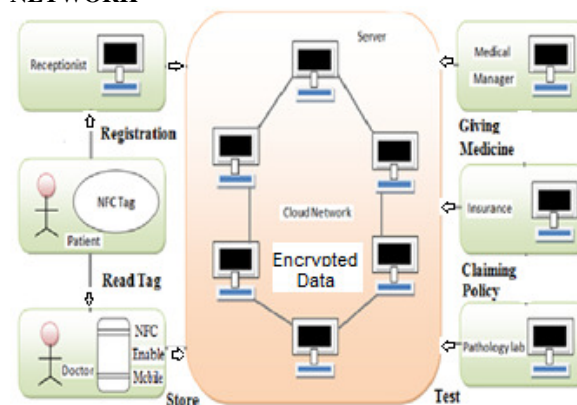 NETWORK
Receptionist
Registration
NFC Tag
Patient
Read Tag
Doctor
NFC
Enable
Mobile
Store
Server
Cloud Network
Encrypted
Data
Medical
Manager
Giving
Medicine
Insurance
Claiming
Policy
Pathology lab
Test